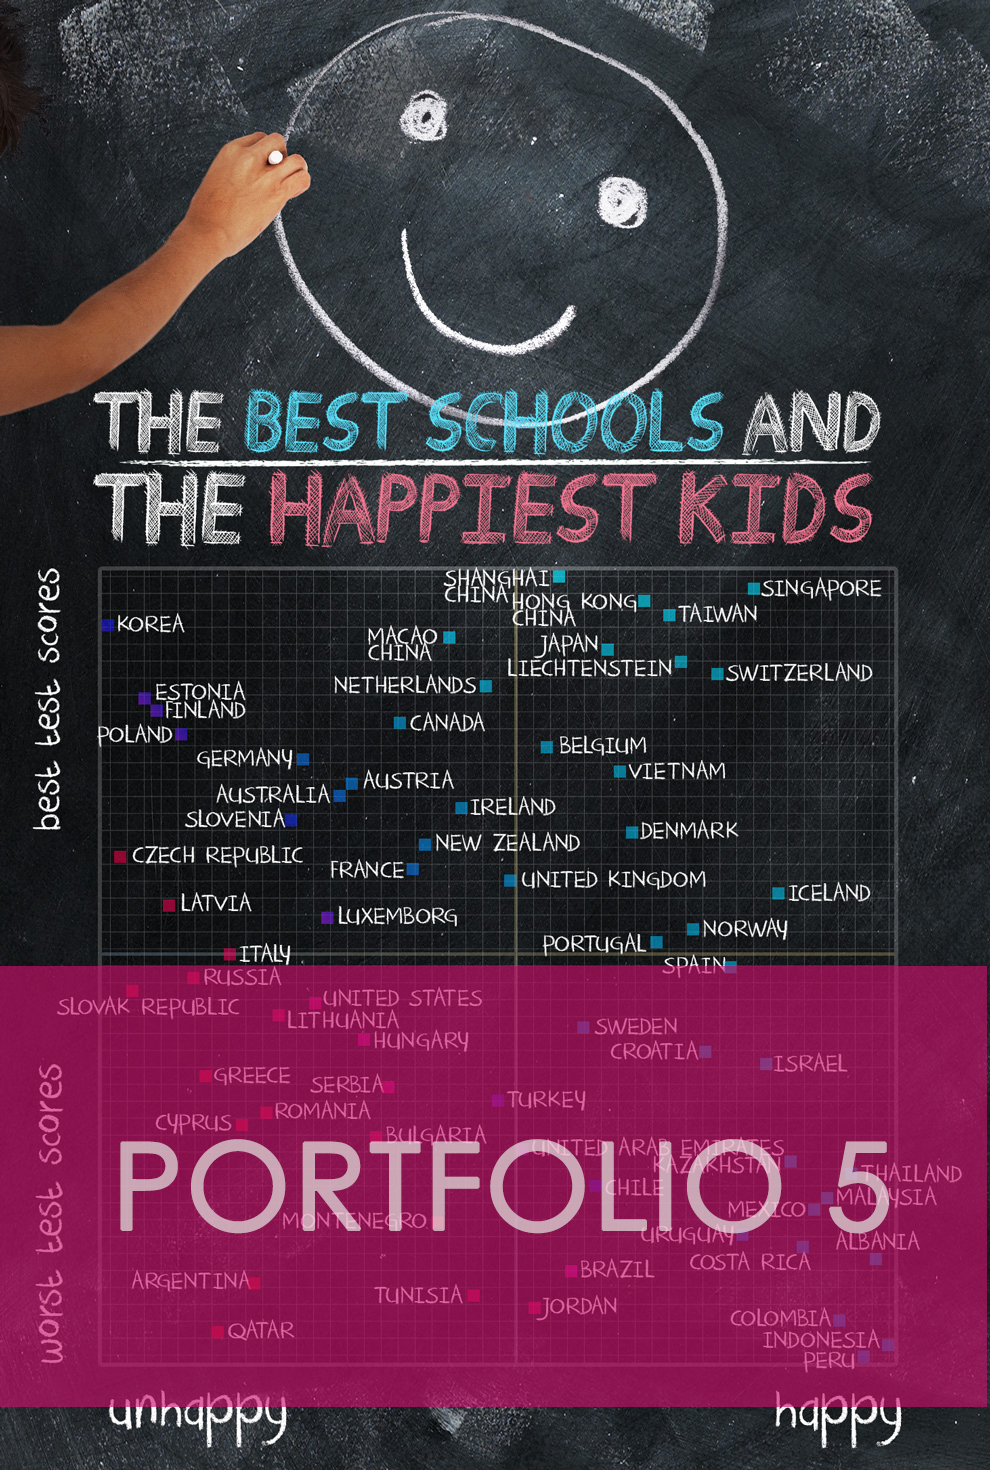 THE BEST SCHOOLS AND
THE HAPPIEST KIDS
best test scores
SHANGHAI
CHINA
SINGAPORE
HONG KONG
CHINA
TAIWAN
KOREA
MACAO
CHINA
JAPAN
LIECHTENSTEIN
SWITZERLAND
NETHERLANDS
ESTONIA
FINLAND
CANADA
POLAND
BELGIUM
GERMANY
VIETNAM
AUSTRIA
AUSTRALIA
IRELAND
SLOVENIA
DENMARK
NEW ZEALAND
CZECH REPUBLIC
FRANCE
UNITED KINGDOM
ICELAND
LATVIA
LUXEMBORG
NORWAY
PORTUGAL
ITALY
SPAIN
RUSSIA
SLOVAK REPUBLIC
UNITED STATES
LITHUANIA
SWEDEN
HUNGARY
CROATIA
ISRAEL
worst test scores
GREECE
SERBIA
TURKEY
ROMANIA
CYPRUS
BULGARIA
UNITED ARAB EMIRATES
KAZAKHSTAN
THAILAND
CHILE
MALAYSIA
PORTFOLIO 5
MEXICO
MONTENEGRO
URUGUAY
ALBANIA
COSTA RICA
BRAZIL
ARGENTINA
TUNISIA
JORDAN
COLOMBIA
QATAR
INDONESIA
PERU
unhappy
happy